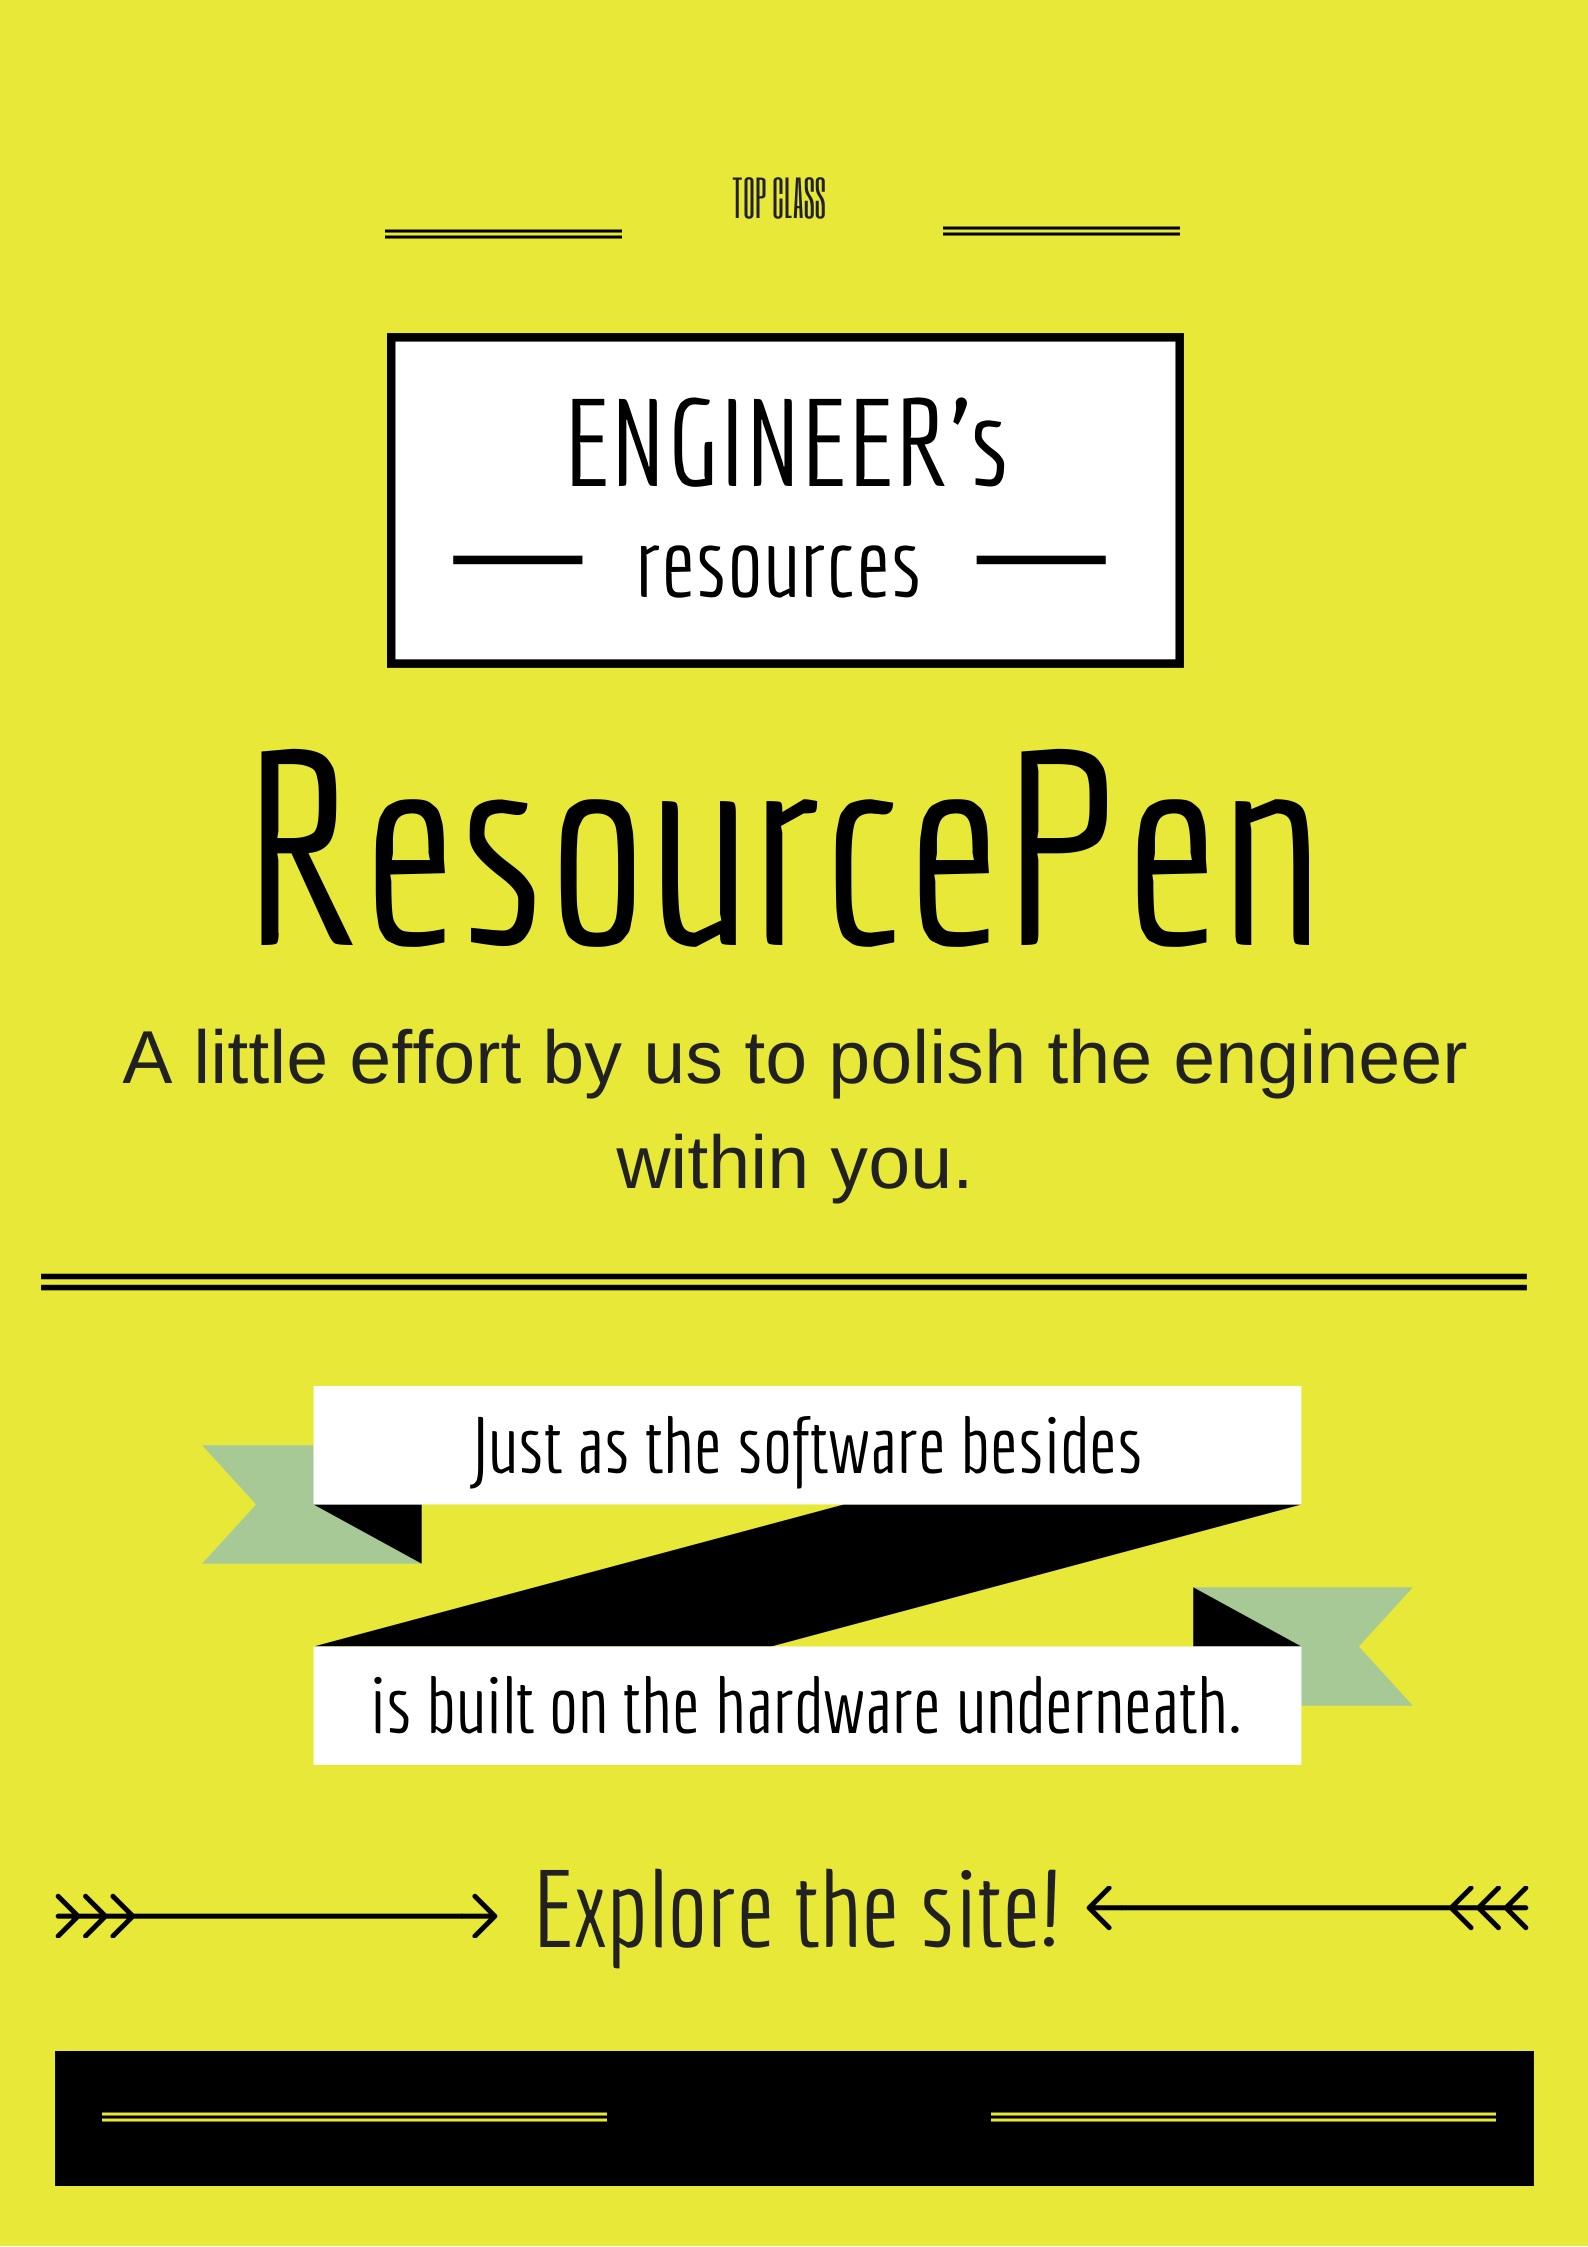 TOP CLASS
ENGINEER's
resources
ResourcePen
A little effort by us to polish the engineer
within you.
Just as the software besides
is built on the hardware underneath.
Explore the site!